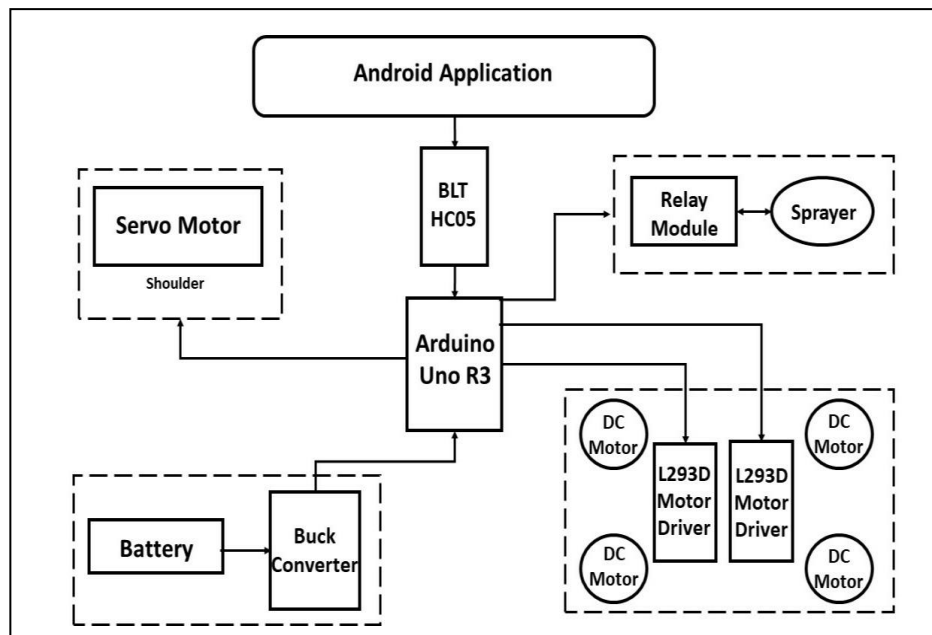 Android Application
BLT
HC05
Servo Motor
Shoulder
Relay
Module
Sprayer
Arduino
Uno R3
DC
Motor
DC
Motor
L293D
Motor
Driver
L293D
Motor
Driver
Battery
Buck
Converter
DC
Motor
DC
Motor